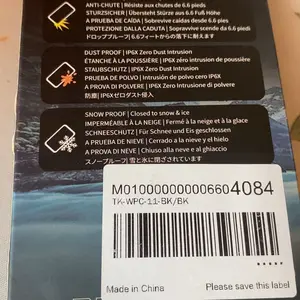 ANTI-CHUTE | Résiste aux chutes de 6.6 pieds
STURZSICHER | Übersteht Stürze aus 6.6 Fuß Höhe
A PRUEBA DE CAÍDA | Sobrevive caídas desde 6.6 pies
PROTEZIONE DALLA CADUTA | Sopravvive scende da 6.6 piedi
ドロッププルーフ | 6.6フィートからの落下に耐えます
DUST PROOF | IP6X Zero Dust Intrusion
ÉTANCHE À LA POUSSIÈRE | IP6X zéro intrusion de poussière
STAUBSCHUTZ | IP6X Zero Staub Intrusion
PRUEBA DE POLVO | Intrusión de polvo cero IP6X
A PROVA DI POLVERE | IP6X Zero intrusione di polvere
防塵 | IP6Xゼロダスト侵入
SNOW PROOF | Closed to snow & ice
IMPERMÉABLE À LA NEIGE | Fermé à la neige et à la glace
SCHNEESCHUTZ | Für Schnee und Eis geschlossen
A PRUEBA DE NIEVE | Cerrado a la nieve y el hielo
A PROVA DI NEVE | Chiuso alla neve e al ghiaccio
スノープルーフ | 雪と氷に閉ざされています
M010000000006604084
TK-WPC-11-BK/BK
Made in China
Please save this label